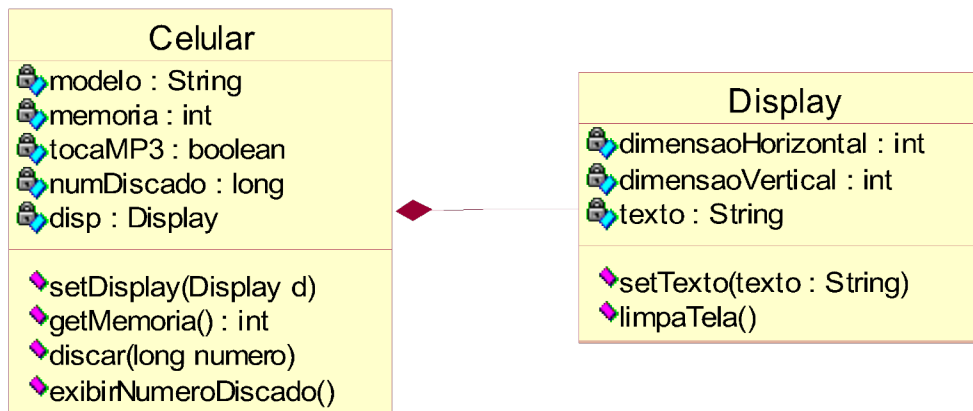 Celular
modelo : String
memoria : int
tocaMP3 : boolean
numDiscado : long
disp : Display
setDisplay(Display d)
getMemoria() : int
discar(long numero)
exibirNumeroDiscado()
Display
dimensaoHorizontal : int
dimensaoVertical : int
texto : String
setTexto(texto : String)
limpaTela()